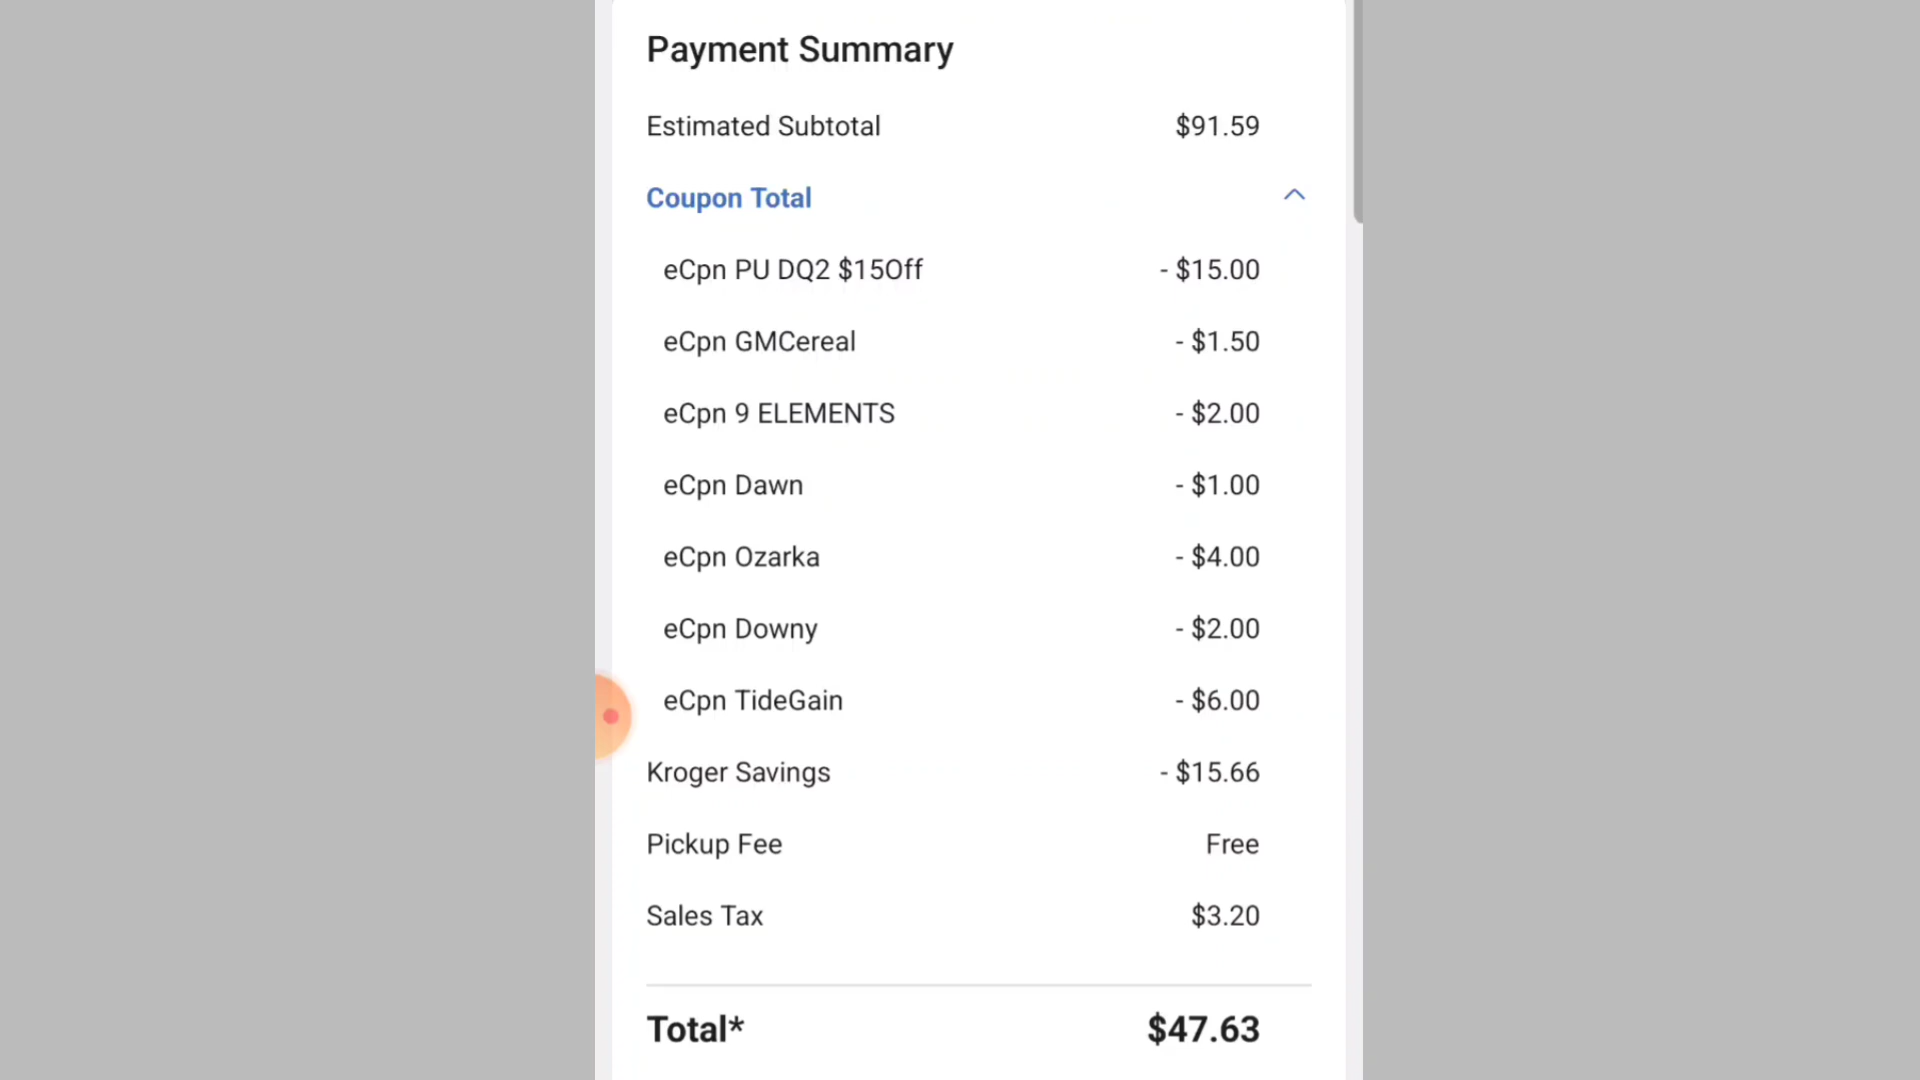 Payment Summary
Estimated Subtotal $91.59
Coupon Total
eCpn PU DQ2 $15Off - $15.00
eCpn GMCereal - $1.50
eCpn 9 ELEMENTS - $2.00
eCpn Dawn - $1.00
eCpn Ozarka - $4.00
eCpn Downy - $2.00
eCpn TideGain - $6.00
Kroger Savings - $15.66
Pickup Fee Free
Sales Tax $3.20
Total* $47.63